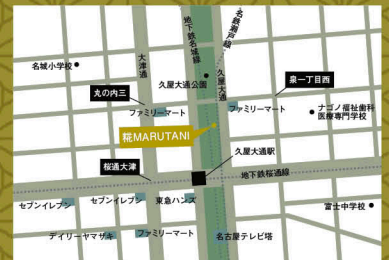 地下鉄名城線
名鉄瀬戸線
大津通
名城小学校
久屋大通公園
久屋大通
泉一丁目西
丸の内三
ファミリーマート
ファミリーマート
ナゴノ福祉歯科
医療専門学校
糀MARUTANI
久屋大通駅
桜通大津
地下鉄桜通線
セブンイレブン
セブンイレブン
東急ハンズ
富士中学校
デイリーヤマザキ
ファミリーマート
名古屋テレビ塔